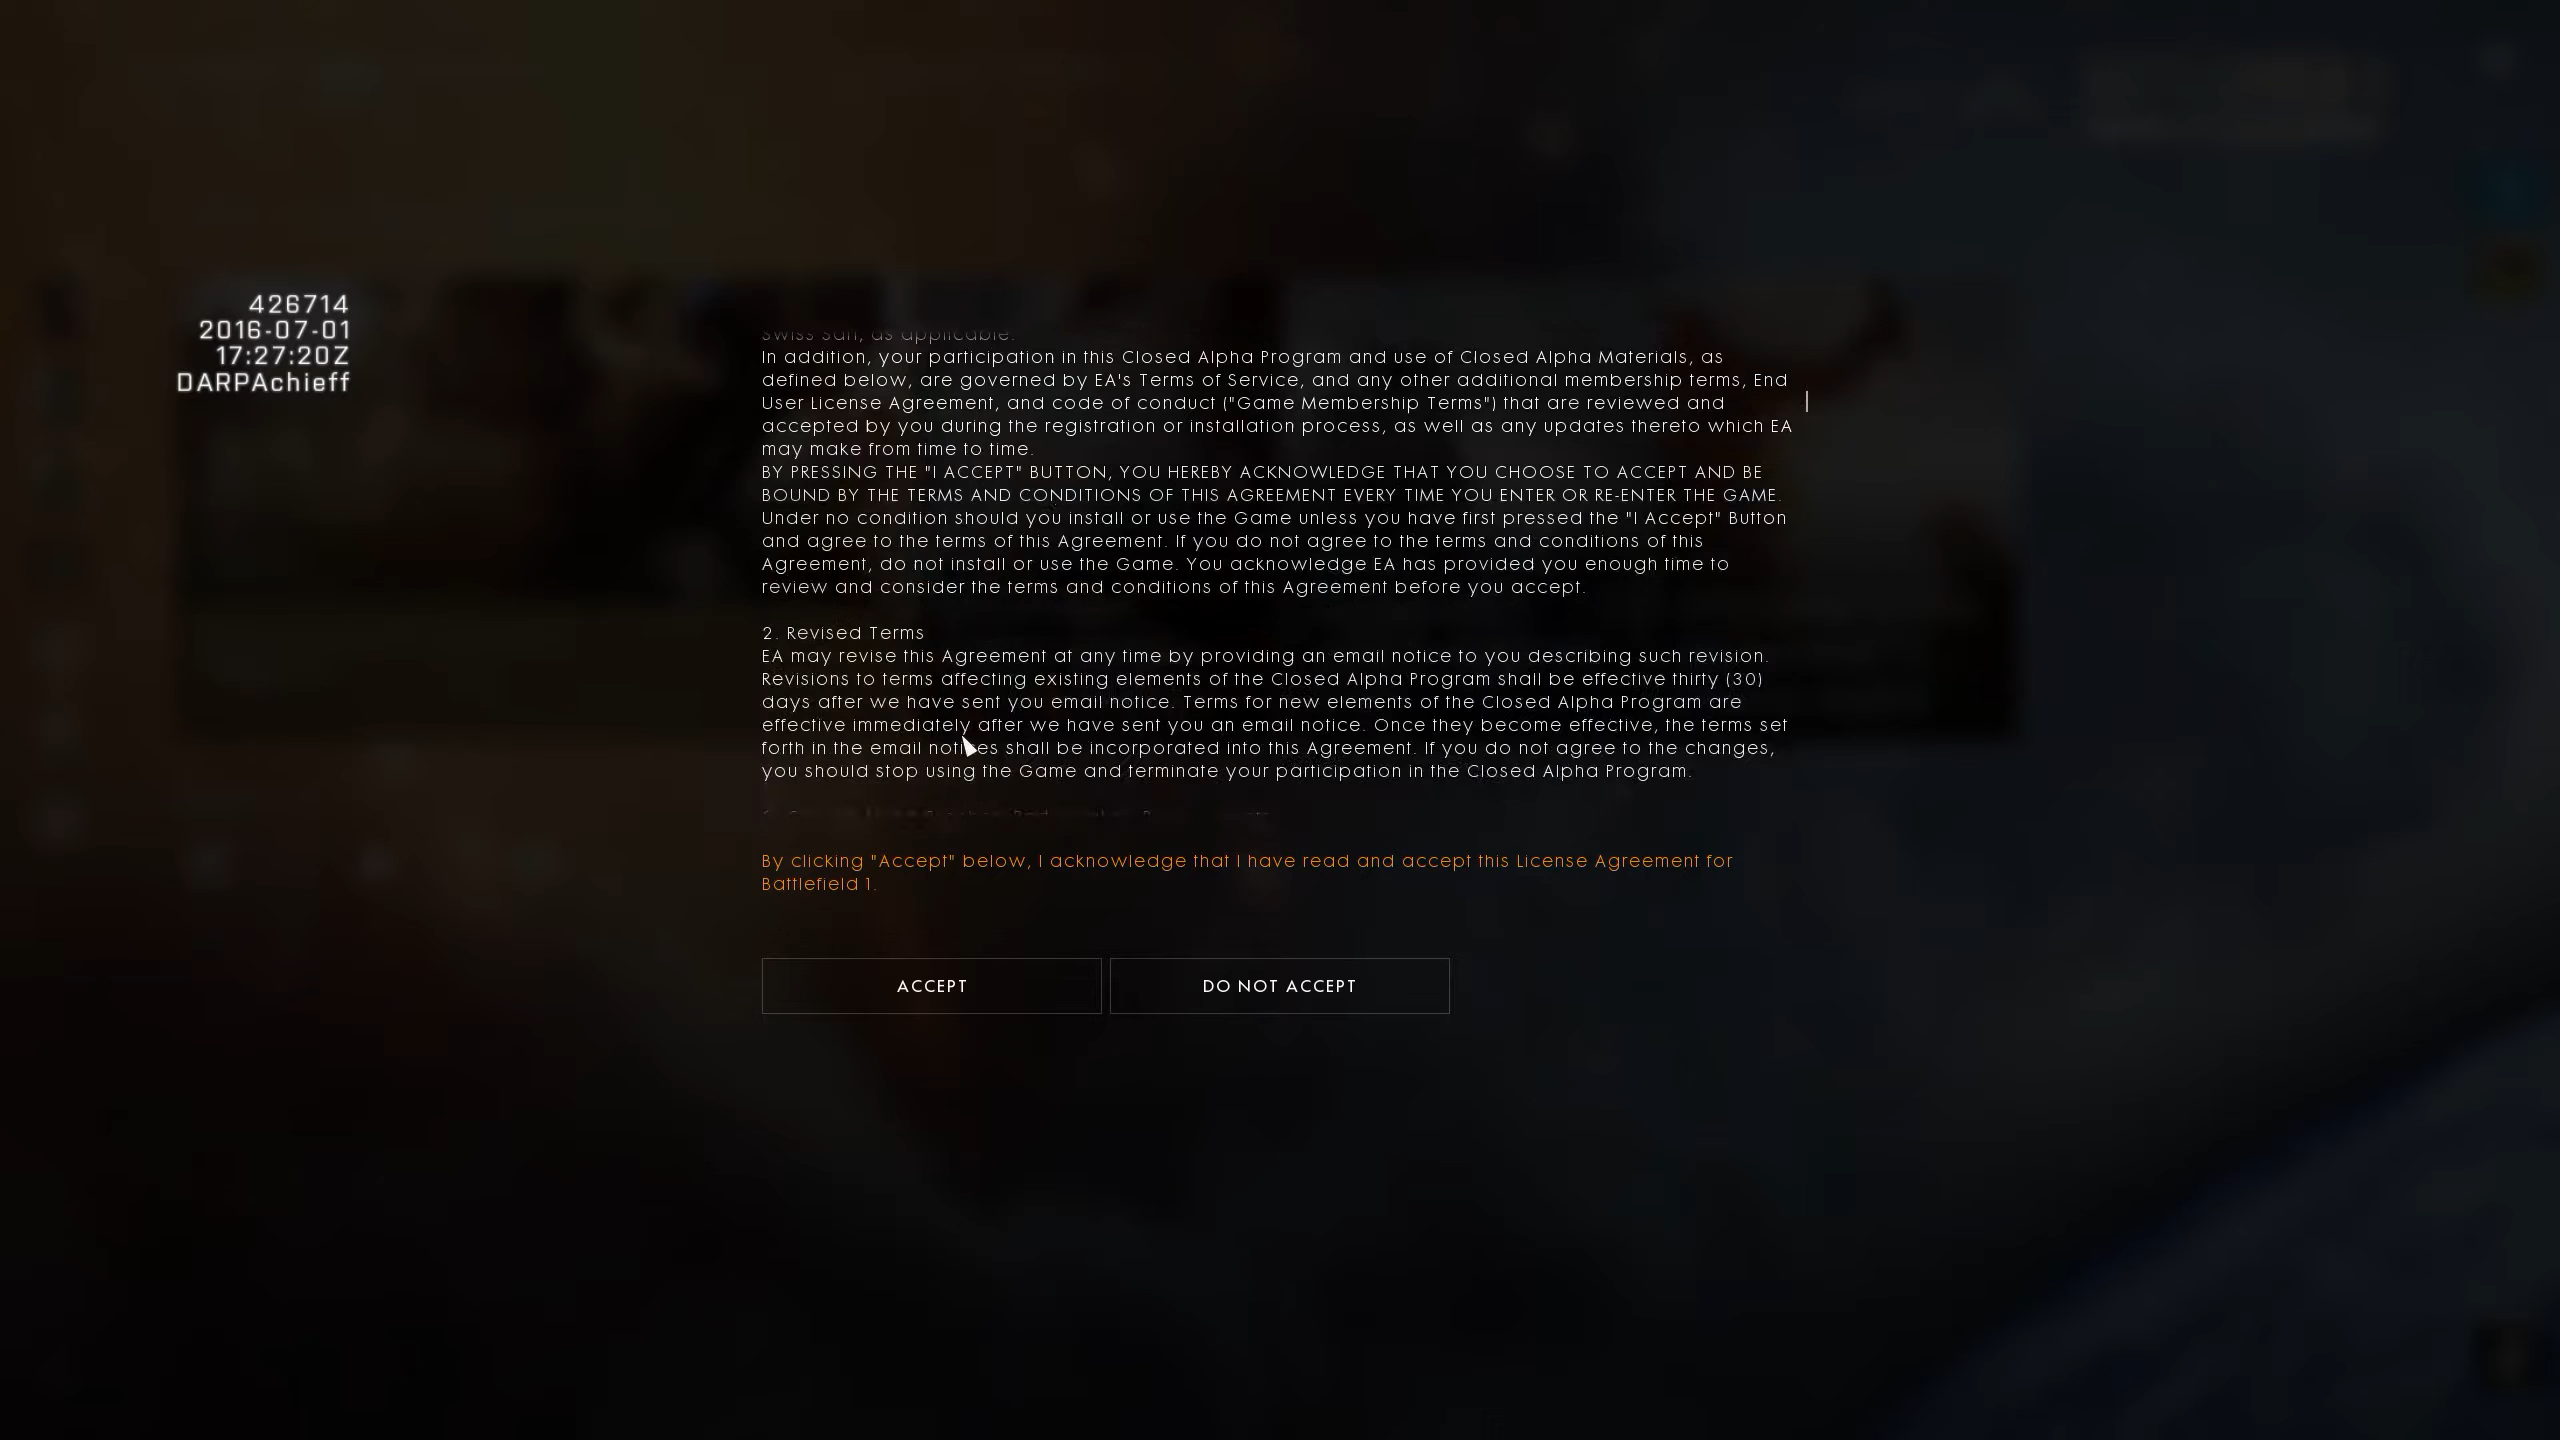 426714
2016-07-01
17:27:20Z
DARPAchieff
Swiss Sàrl, as applicable.
In addition, your participation in this Closed Alpha Program and use of Closed Alpha Materials, as
defined below, are governed by EA's Terms of Service, and any other additional membership terms, End
User License Agreement, and code of conduct ("Game Membership Terms") that are reviewed and
accepted by you during the registration or installation process, as well as any updates thereto which EA
may make from time to time.
BY PRESSING THE "I ACCEPT" BUTTON, YOU HEREBY ACKNOWLEDGE THAT YOU CHOOSE TO ACCEPT AND BE
BOUND BY THE TERMS AND CONDITIONS OF THIS AGREEMENT EVERY TIME YOU ENTER OR RE-ENTER THE GAME.
Under no condition should you install or use the Game unless you have first pressed the "I Accept" Button
and agree to the terms of this Agreement. If you do not agree to the terms and conditions of this
Agreement, do not install or use the Game. You acknowledge EA has provided you enough time to
review and consider the terms and conditions of this Agreement before you accept.
2. Revised Terms
EA may revise this Agreement at any time by providing an email notice to you describing such revision.
Revisions to terms affecting existing elements of the Closed Alpha Program shall be effective thirty (30)
days after we have sent you email notice. Terms for new elements of the Closed Alpha Program are
effective immediately after we have sent you an email notice. Once they become effective, the terms set
forth in the email notices shall be incorporated into this Agreement. If you do not agree to the changes,
you should stop using the Game and terminate your participation in the Closed Alpha Program.
By clicking "Accept" below, I acknowledge that I have read and accept this License Agreement for
Battlefield 1.
ACCEPT
DO NOT ACCEPT